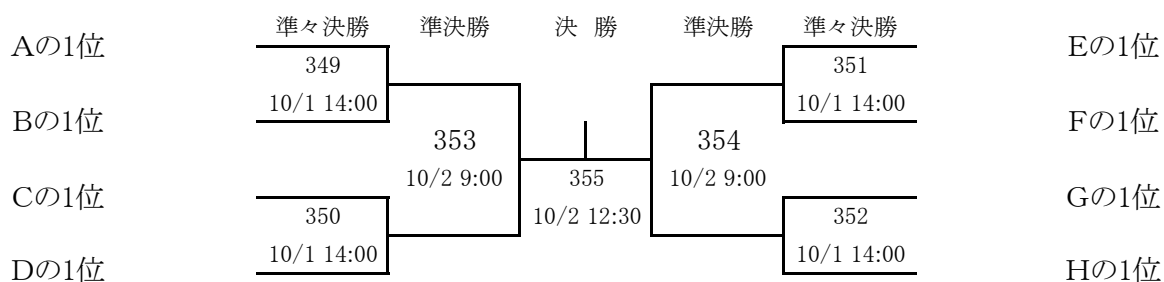 準々決勝 準決勝 決 勝 準決勝 準々決勝
Aの1位 Eの1位
349 351
10/1 14:00 10/1 14:00
Bの1位 Fの1位
353 354
10/2 9:00 355 10/2 9:00
Cの1位 Gの1位
350 10/2 12:30 352
10/1 14:00 10/1 14:00
Dの1位 Hの1位